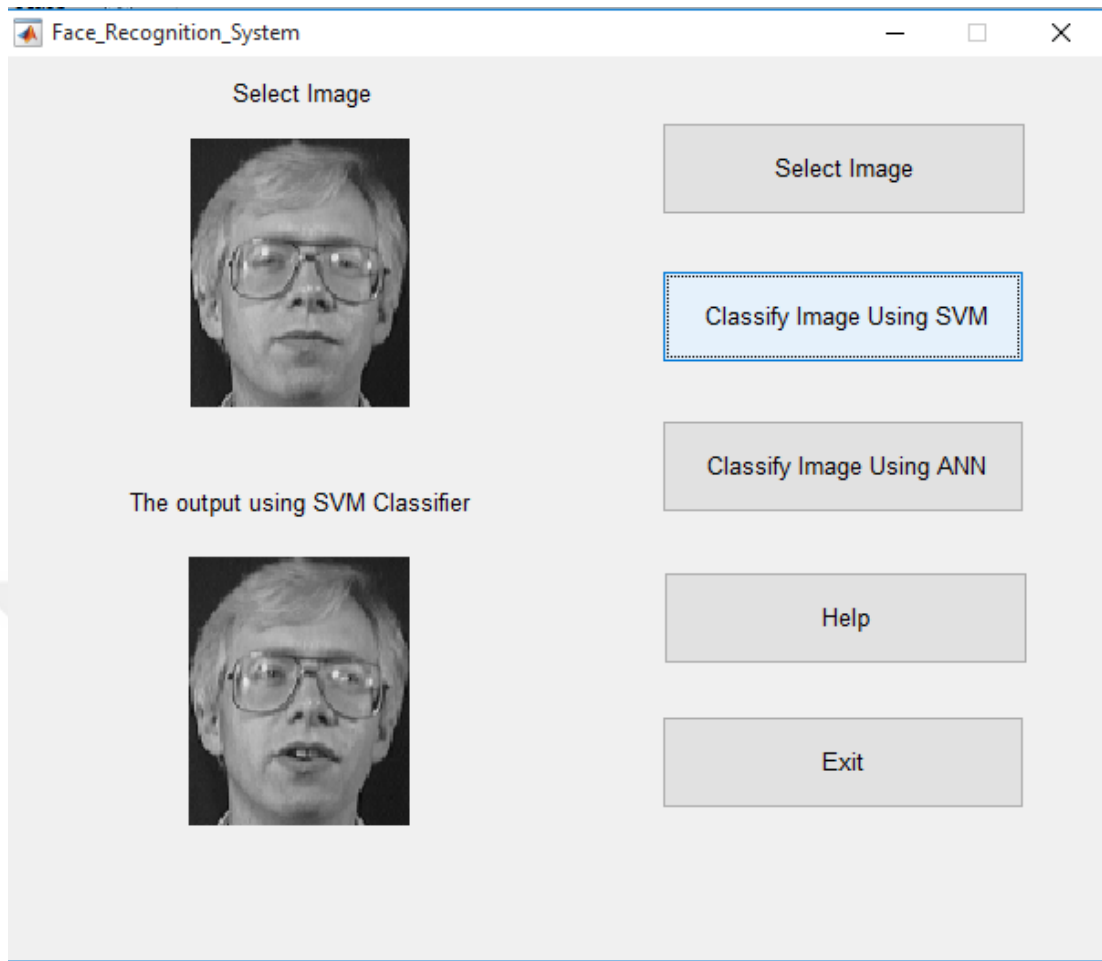 Face_Recognition_System
Select Image
Select Image
Classify Image Using SVM
Classify Image Using ANN
The output using SVM Classifier
Help
Exit